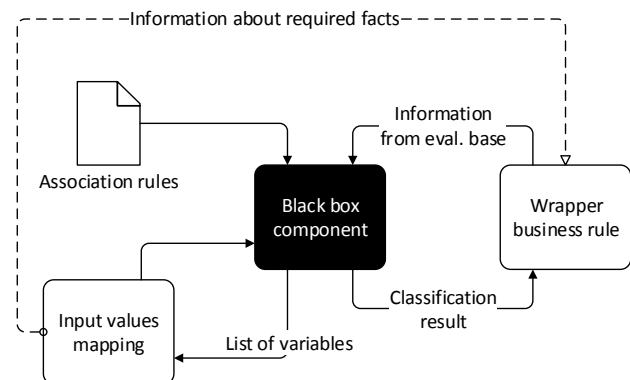 Information about required facts
Information
from eval. base
Association rules
Black box
component
Wrapper
business rule
Input values
mapping
List of variables
Classification
result